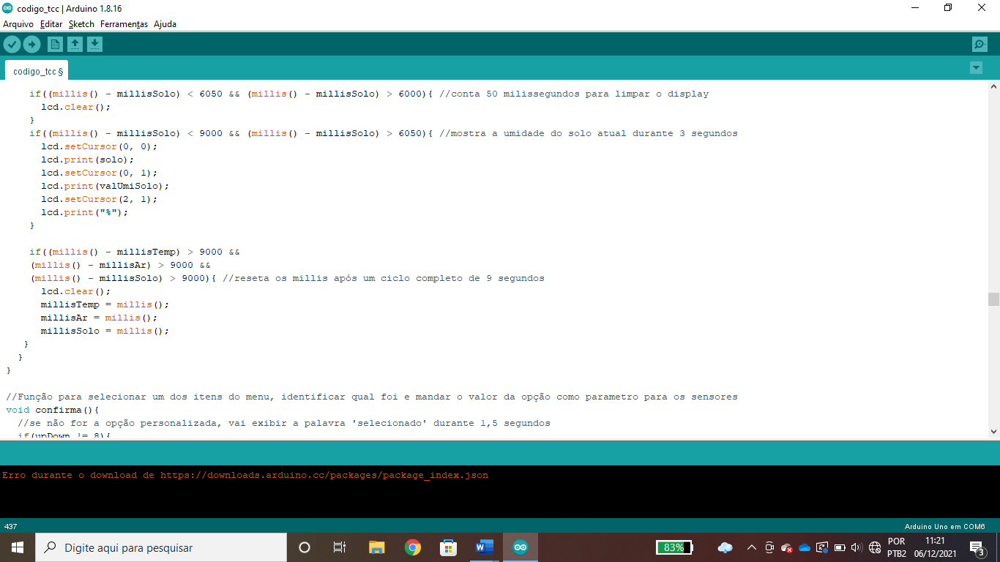 codigo_tcc | Arduino 1.8.16
Arquivo Editar Sketch Ferramentas Ajuda
codigo_tcc §
if((millis() - millisSolo) < 6050 && (millis() - millisSolo) > 6000){ //conta 50 milissegundos para limpar o display
lcd.clear();
}
if((millis() - millisSolo) < 9000 && (millis() - millisSolo) > 6050){ //mostra a umidade do solo atual durante 3 segundos
lcd.setCursor(0, 0);
lcd.print(solo);
lcd.setCursor(0, 1);
lcd.print(valUmiSolo);
lcd.setCursor(2, 1);
lcd.print("%");
}
if((millis() - millisTemp) > 9000 &&
(millis() - millisAr) > 9000 &&
(millis() - millisSolo) > 9000){ //reseta os millis após um ciclo completo de 9 segundos
lcd.clear();
millisTemp = millis();
millisAr = millis();
millisSolo = millis();
}
}
}
//Função para selecionar um dos itens do menu, identificar qual foi e mandar o valor da opção como parametro para os sensores
void confirma(){
//se não for a opção personalizada, vai exibir a palavra 'selecionado' durante 1,5 segundos
if(upDown != 8){
Erro durante o download de https://downloads.arduino.cc/packages/package_index.json
437
Arduino Uno em COM6
Digite aqui para pesquisar
83%
POR
PTB2
11:21
06/12/2021
3